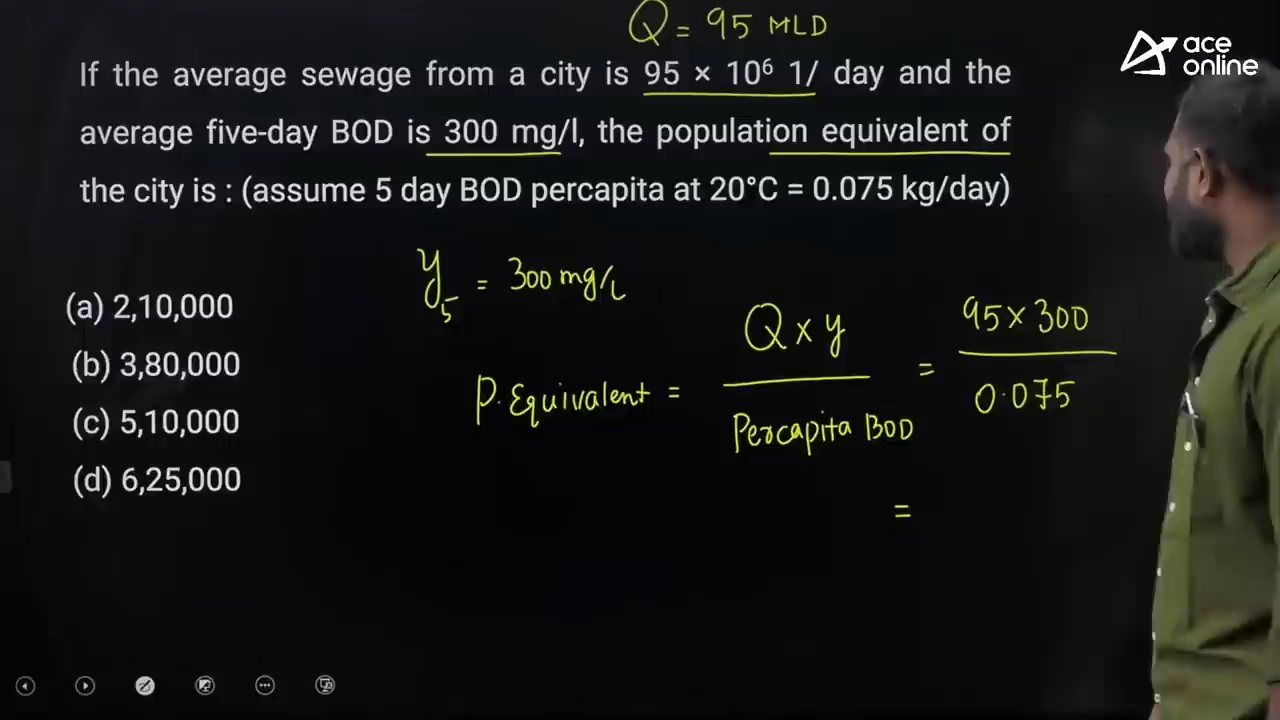 Q = 95 MLD
ace
online
If the average sewage from a city is 95 × 10⁶ 1/ day and the
average five-day BOD is 300 mg/l, the population equivalent of
the city is : (assume 5 day BOD percapita at 20°C = 0.075 kg/day)
y₅ = 300 mg/L
(a) 2,10,000
(b) 3,80,000
(c) 5,10,000
(d) 6,25,000
P. Equivalent = Q × y / Percapita BOD = 95 × 300 / 0.075
=